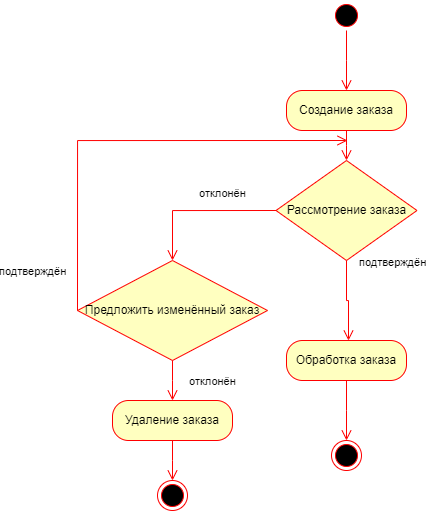 Создание заказа
отклонён
Рассмотрение заказа
подтверждён
подтверждён
Предложить изменённый заказ
Обработка заказа
отклонён
Удаление заказа